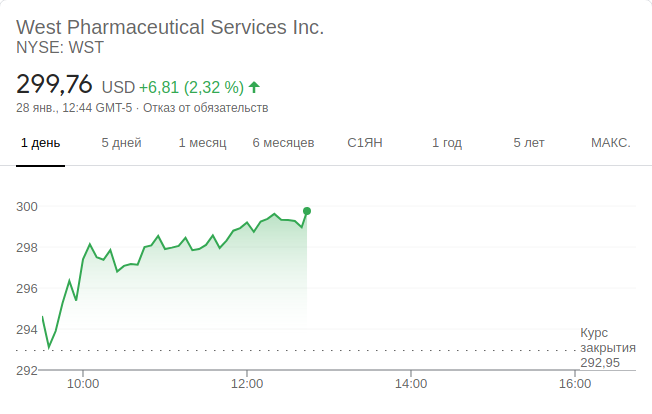 West Pharmaceutical Services Inc.
NYSE: WST
299,76 USD +6,81 (2,32 %)
28 янв., 12:44 GMT-5 · Отказ от обязательств
1 день 5 дней 1 месяц 6 месяцев С1ЯН 1 год 5 лет МАКС.
300
298
296
294
292
Курс
закрытия
292,95
10:00 12:00 14:00 16:00